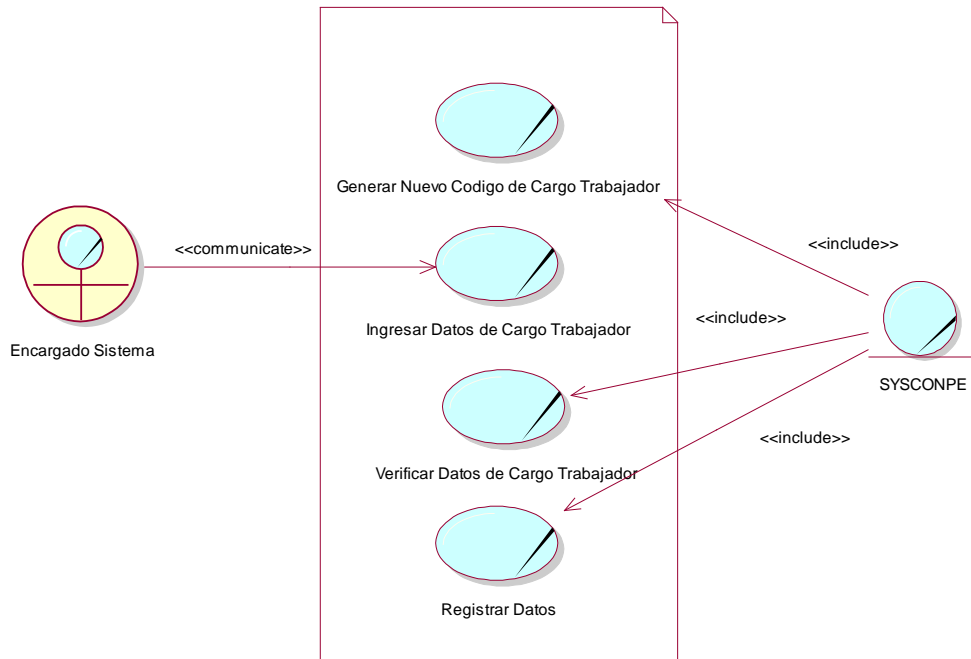 Generar Nuevo Codigo de Cargo Trabajador
<<communicate>>
<<include>>
Ingresar Datos de Cargo Trabajador
<<include>>
Encargado Sistema
SYSCONPE
<<include>>
Verificar Datos de Cargo Trabajador
Registrar Datos